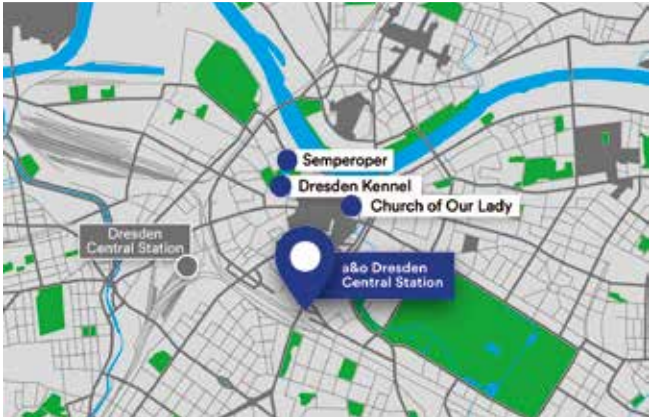 Semperoper
Dresden Kennel
Church of Our Lady
Dresden
Central Station
a&o Dresden
Central Station